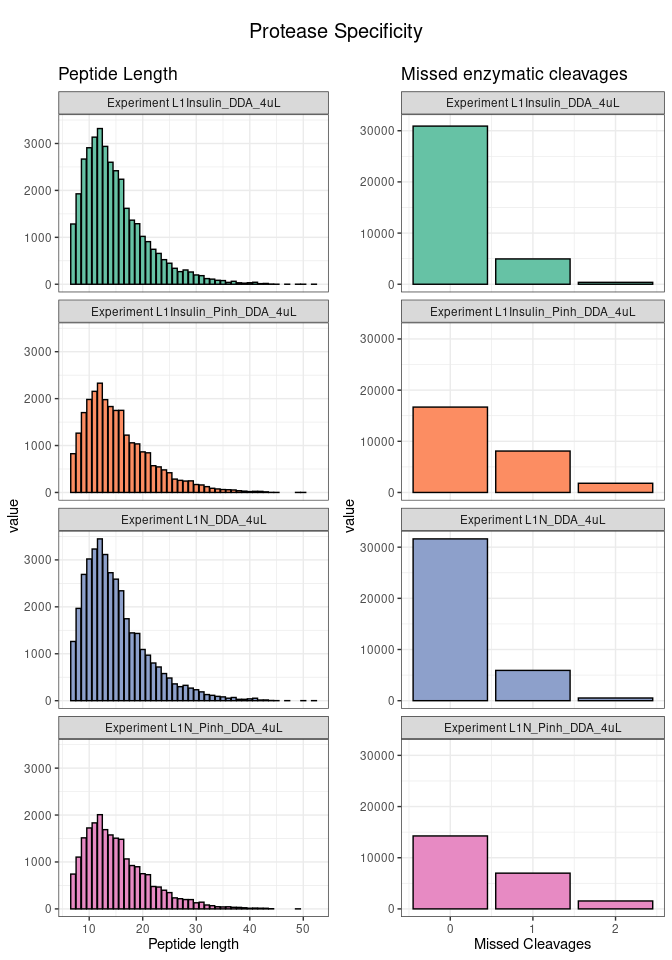 Protease Specificity
Peptide Length
Experiment L1Insulin_DDA_4uL
3000
2000
1000
0
Experiment L1Insulin_Pinh_DDA_4uL
3000
2000
1000
0
Experiment L1N_DDA_4uL
3000
2000
1000
0
Experiment L1N_Pinh_DDA_4uL
3000
2000
1000
0
10 20 30 40 50
Peptide length
value
Missed enzymatic cleavages
Experiment L1Insulin_DDA_4uL
30000
20000
10000
0
Experiment L1Insulin_Pinh_DDA_4uL
30000
20000
10000
0
Experiment L1N_DDA_4uL
30000
20000
10000
0
Experiment L1N_Pinh_DDA_4uL
30000
20000
10000
0
0 1 2
Missed Cleavages
value